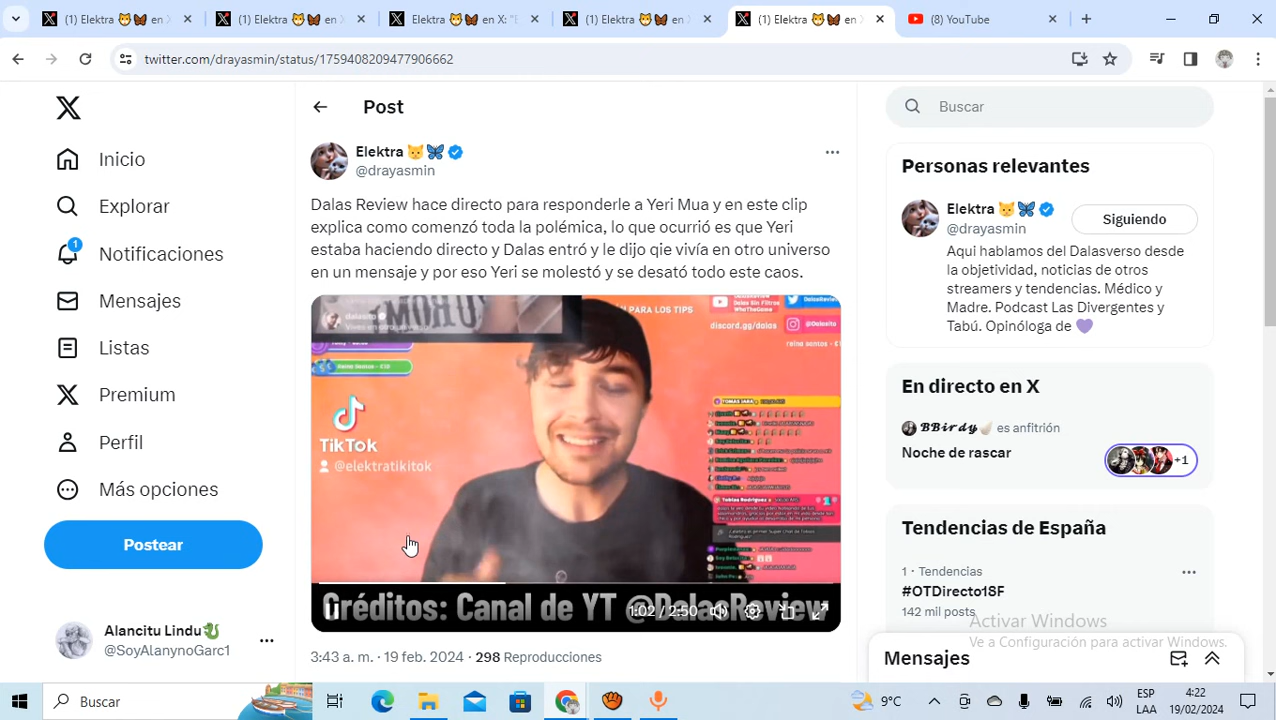 (1) Elektra 🐱🦋 en X
(1) Elektra 🐱🦋 en X
Elektra 🐱🦋 en X: "E
(1) Elektra 🐱🦋 en X
(1) Elektra 🐱🦋 en X
(8) YouTube
twitter.com/drayasmin/status/1759408209477906662
Inicio
Explorar
1
Notificaciones
Mensajes
Listas
Premium
Perfil
Más opciones
Postear
Alancitu Lindu🐉
@SoyAlanynoGarc1
Post
Elektra 🐱🦋
@drayasmin
Dalas Review hace directo para responderle a Yeri Mua y en este clip
explica como comenzó toda la polémica, lo que ocurrió es que Yeri
estaba haciendo directo y Dalas entró y le dijo qie vivía en otro universo
en un mensaje y por eso Yeri se molestó y se desató todo este caos.
PARA LOS TIPS
discord.gg/dalas
@Dalasito
TikTok
@elektratikitok
Créditos: Canal de YT @DalasReview
1:02 / 2:50
3:43 a. m. · 19 feb. 2024 · 298 Reproducciones
Buscar
Personas relevantes
Elektra 🐱🦋
@drayasmin
Siguiendo
Aqui hablamos del Dalasverso desde
la objetividad, noticias de otros
streamers y tendencias. Médico y
Madre. Podcast Las Divergentes y
Tabú. Opinóloga de 💜
En directo en X
es anfitrión
Noche de rascar
Tendencias de España
1 · Tendencias
#OTDirecto18F
142 mil posts
Activar Windows
Ve a Configuración para activar Windows.
Mensajes
Buscar
9°C
ESP
LAA
4:22
19/02/2024